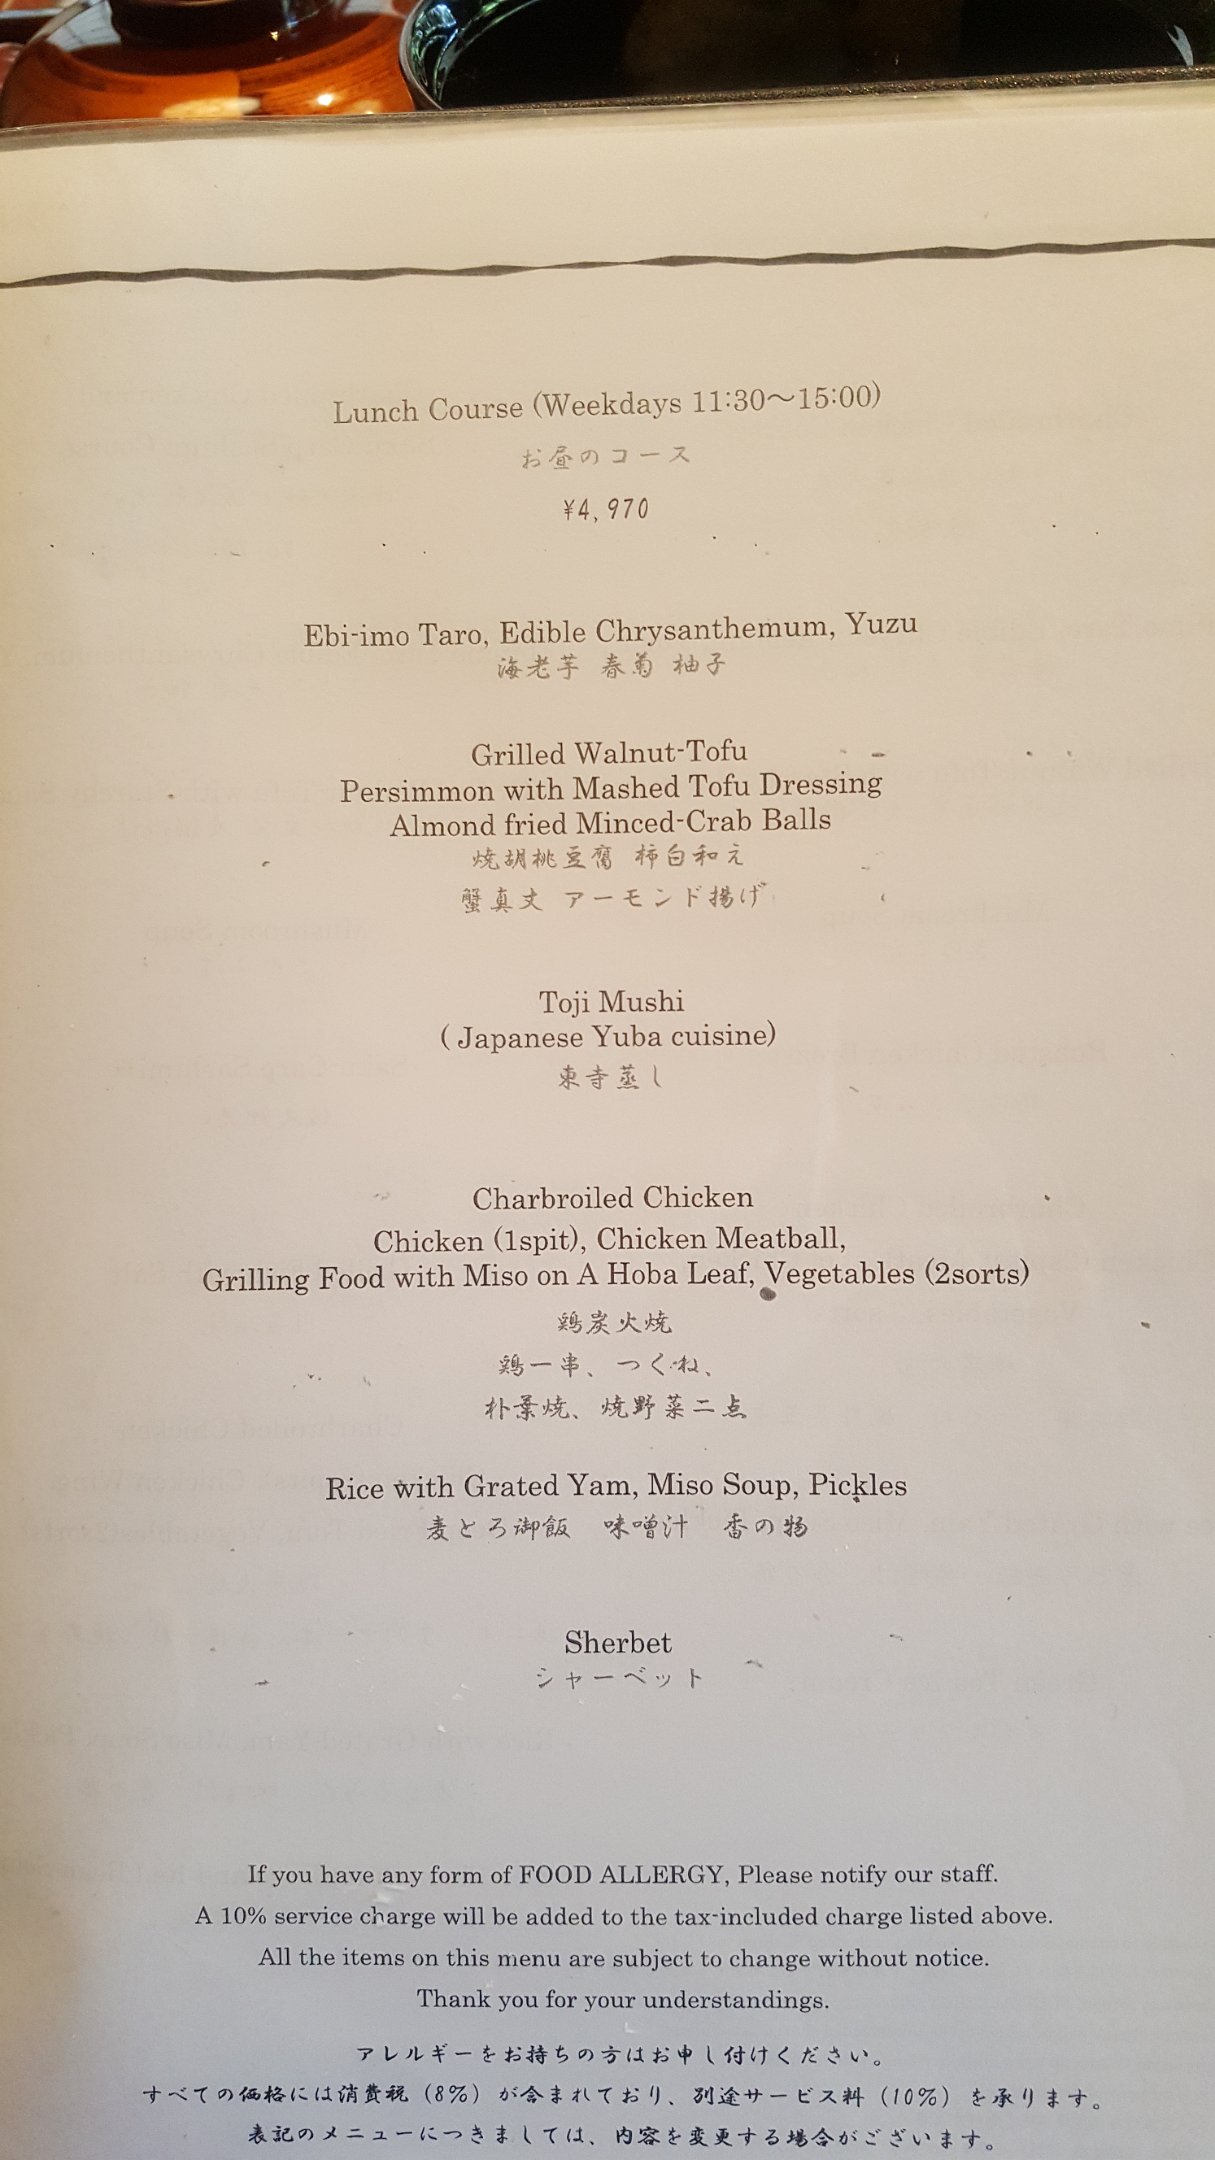 Lunch Course (Weekdays 11:30～15:00)
お昼のコース
¥4,970
Ebi-imo Taro, Edible Chrysanthemum, Yuzu
海老芋 春菊 柚子
Grilled Walnut-Tofu
Persimmon with Mashed Tofu Dressing
Almond fried Minced-Crab Balls
焼胡桃豆腐 柿白和え
蟹真丈 アーモンド揚げ
Toji Mushi
( Japanese Yuba cuisine)
東寺蒸し
Charbroiled Chicken
Chicken (1spit), Chicken Meatball,
Grilling Food with Miso on A Hoba Leaf, Vegetables (2sorts)
鶏炭火焼
鶏一串、つくね、
朴葉焼、焼野菜二点
Rice with Grated Yam, Miso Soup, Pickles
麦とろ御飯 味噌汁 香の物
Sherbet
シャーベット
If you have any form of FOOD ALLERGY, Please notify our staff.
A 10% service charge will be added to the tax-included charge listed above.
All the items on this menu are subject to change without notice.
Thank you for your understandings.
アレルギーをお持ちの方はお申し付けください。
すべての価格には消費税（8%）が含まれており、別途サービス料（10%）を承ります。
表記のメニューにつきましては、内容を変更する場合がございます。